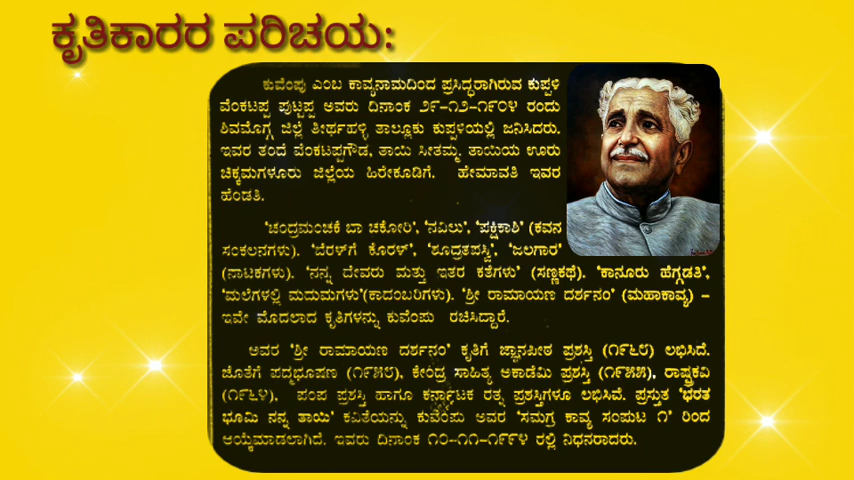 ಕೃತಿಕಾರರ ಪರಿಚಯ:
ಕುವೆಂಪು ಎಂಬ ಕಾವ್ಯನಾಮದಿಂದ ಪ್ರಸಿದ್ಧರಾಗಿರುವ ಕುಪ್ಪಳಿ
ವೆಂಕಟಪ್ಪ ಪುಟ್ಟಪ್ಪ ಅವರು ದಿನಾಂಕ ೨೯–೧೨–೧೯೦೪ ರಂದು
ಶಿವಮೊಗ್ಗ ಜಿಲ್ಲೆ ತೀರ್ಥಹಳ್ಳಿ ತಾಲ್ಲೂಕು ಕುಪ್ಪಳಿಯಲ್ಲಿ ಜನಿಸಿದರು.
ಇವರ ತಂದೆ ವೆಂಕಟಪ್ಪಗೌಡ, ತಾಯಿ ಸೀತಮ್ಮ. ತಾಯಿಯ ಊರು
ಚಿಕ್ಕಮಗಳೂರು ಜಿಲ್ಲೆಯ ಹಿರೇಕೂಡಿಗೆ. ಹೇಮಾವತಿ ಇವರ
ಹೆಂಡತಿ.
‘ಚಂದ್ರಮಂಚಕೆ ಬಾ ಚಕೋರಿ’, ‘ನವಿಲು’, ‘ಪಕ್ಷಿಕಾಶಿ’ (ಕವನ
ಸಂಕಲನಗಳು). ‘ಬೆರಳ್‌ಗೆ ಕೊರಳ್’, ‘ಶೂದ್ರತಪಸ್ವಿ’, ‘ಜಲಗಾರ’
(ನಾಟಕಗಳು). ‘ನನ್ನ ದೇವರು ಮತ್ತು ಇತರ ಕತೆಗಳು’ (ಸಣ್ಣಕಥೆ). ‘ಕಾನೂರು ಹೆಗ್ಗಡತಿ’,
‘ಮಲೆಗಳಲ್ಲಿ ಮದುಮಗಳು’(ಕಾದಂಬರಿಗಳು). ‘ಶ್ರೀ ರಾಮಾಯಣ ದರ್ಶನಂ’ (ಮಹಾಕಾವ್ಯ) –
ಇವೇ ಮೊದಲಾದ ಕೃತಿಗಳನ್ನು ಕುವೆಂಪು ರಚಿಸಿದ್ದಾರೆ.
ಅವರ ‘ಶ್ರೀ ರಾಮಾಯಣ ದರ್ಶನಂ’ ಕೃತಿಗೆ ಜ್ಞಾನಪೀಠ ಪ್ರಶಸ್ತಿ (೧೯೬೮) ಲಭಿಸಿದೆ.
ಜೊತೆಗೆ ಪದ್ಮಭೂಷಣ (೧೯೫೮), ಕೇಂದ್ರ ಸಾಹಿತ್ಯ ಅಕಾಡೆಮಿ ಪ್ರಶಸ್ತಿ (೧೯೫೫), ರಾಷ್ಟ್ರಕವಿ
(೧೯೬೪), ಪಂಪ ಪ್ರಶಸ್ತಿ ಹಾಗೂ ಕರ್ನಾಟಕ ರತ್ನ ಪ್ರಶಸ್ತಿಗಳೂ ಲಭಿಸಿವೆ. ಪ್ರಸ್ತುತ ‘ಭರತ
ಭೂಮಿ ನನ್ನ ತಾಯಿ’ ಕವಿತೆಯನ್ನು ಕುವೆಂಪು ಅವರ ‘ಸಮಗ್ರ ಕಾವ್ಯ ಸಂಪುಟ ೧’ ರಿಂದ
ಆಯ್ಕೆಮಾಡಲಾಗಿದೆ. ಇವರು ದಿನಾಂಕ ೧೦–೧೧–೧೯೯೪ ರಲ್ಲಿ ನಿಧನರಾದರು.